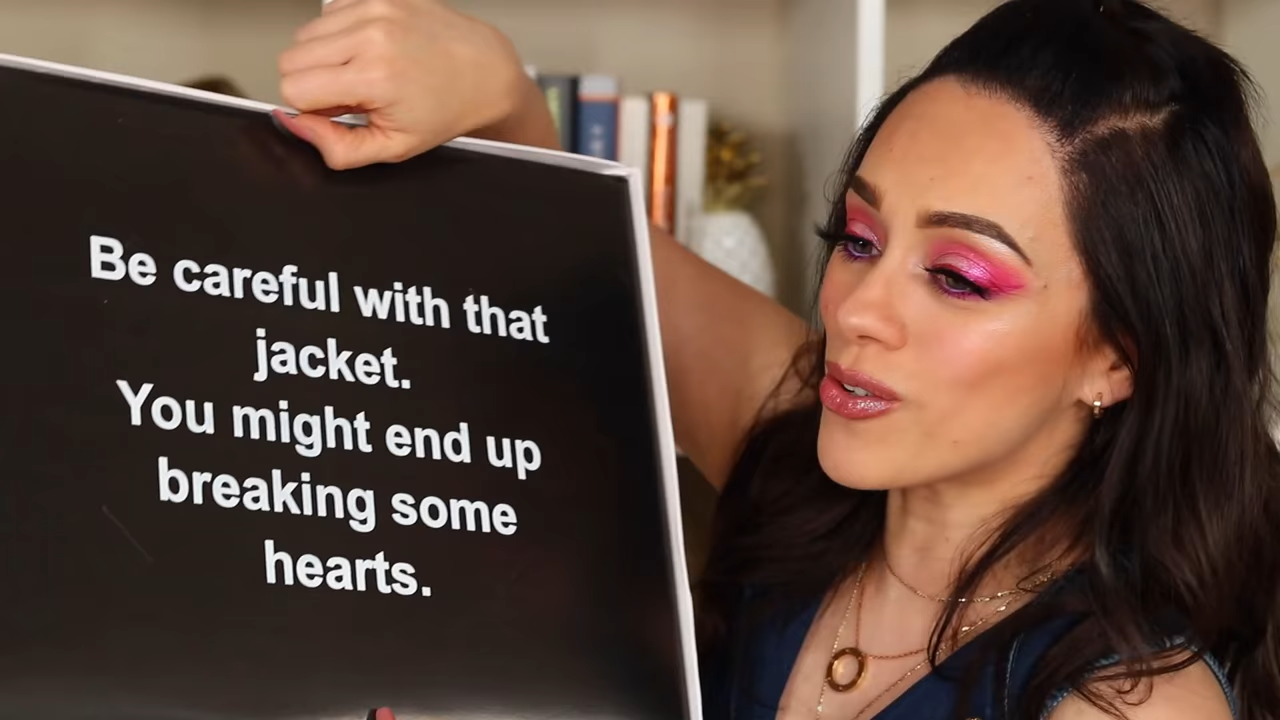 Be careful with that
jacket.
You might end up
breaking some
hearts.